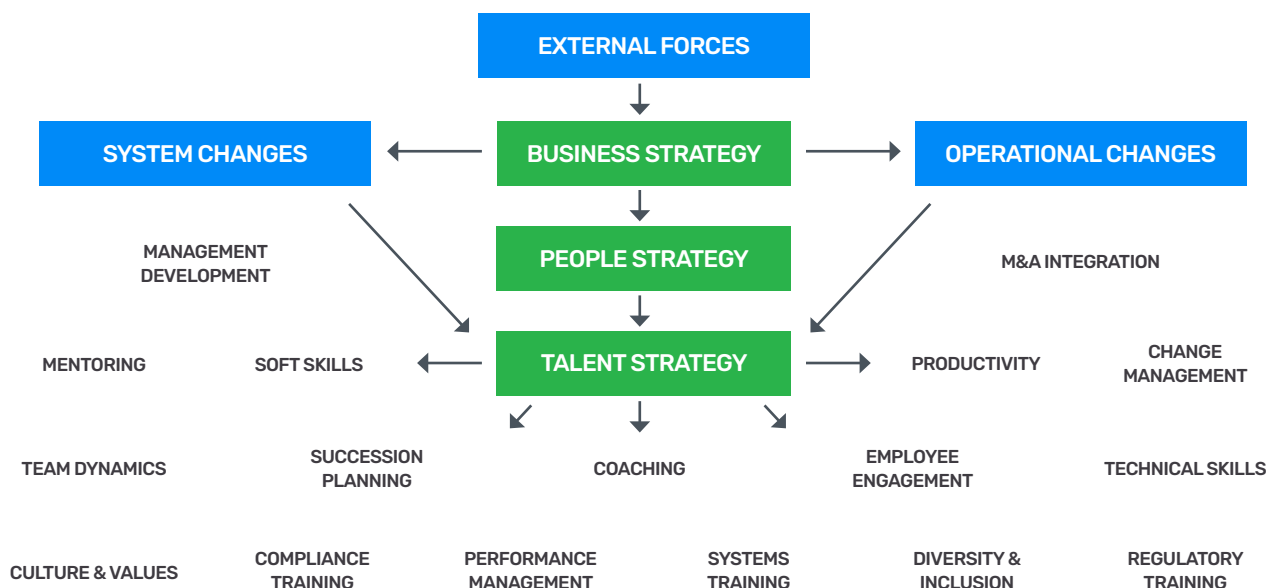 EXTERNAL FORCES
SYSTEM CHANGES
BUSINESS STRATEGY
OPERATIONAL CHANGES
MANAGEMENT
DEVELOPMENT
PEOPLE STRATEGY
M&A INTEGRATION
MENTORING
SOFT SKILLS
TALENT STRATEGY
PRODUCTIVITY
CHANGE
MANAGEMENT
TEAM DYNAMICS
SUCCESSION
PLANNING
COACHING
EMPLOYEE
ENGAGEMENT
TECHNICAL SKILLS
CULTURE & VALUES
COMPLIANCE
TRAINING
PERFORMANCE
MANAGEMENT
SYSTEMS
TRAINING
DIVERSITY &
INCLUSION
REGULATORY
TRAINING